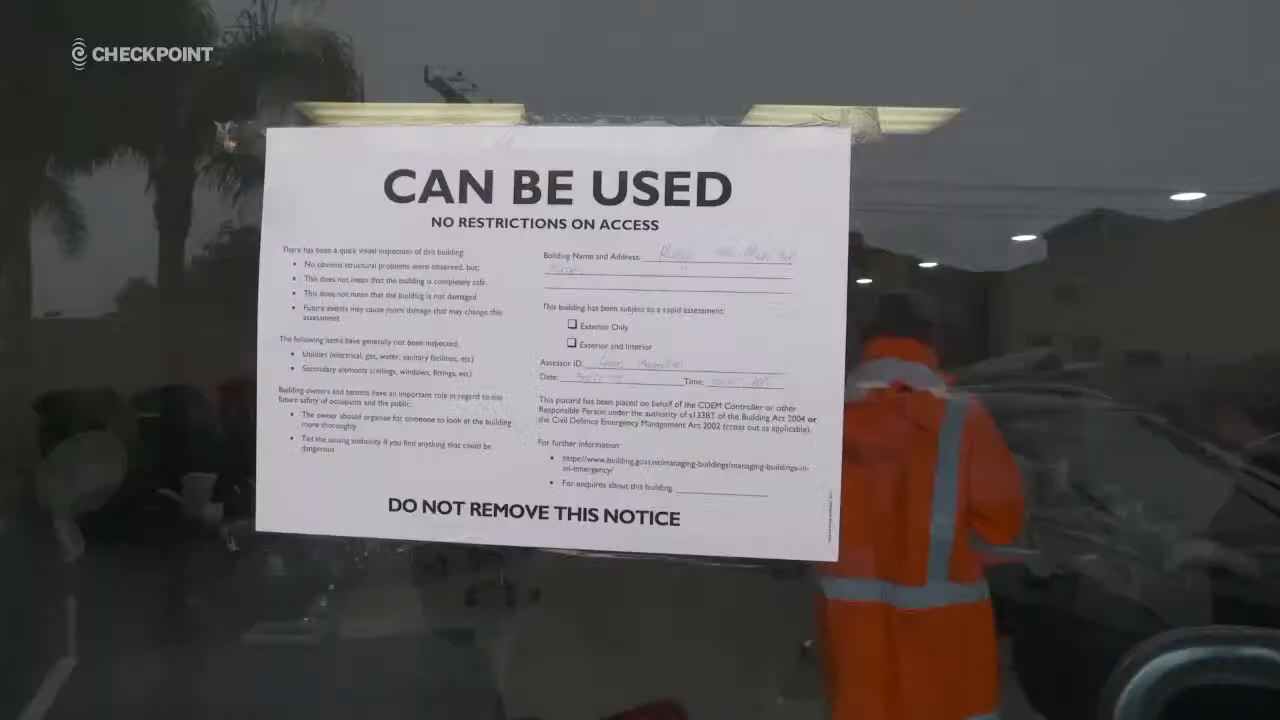 CHECKPOINT
CAN BE USED
NO RESTRICTIONS ON ACCESS
There has been a quick visual inspection of this building:
• No obvious structural problems were observed, but:
• This does not mean that the building is completely safe.
• This does not mean that the building is not damaged
• Future events may cause more damage that may change this
assessment.
The following items have generally not been inspected:
• Utilities (electrical, gas, water, sanitary facilities, etc)
• Secondary elements (ceilings, windows, fittings, etc)
Building owners and tenants have an important role in regard to the
future safety of occupants and the public:
• The owner should organise for someone to look at the building
more thoroughly
• Tell the issuing authority if you find anything that could be
dangerous
Building Name and Address:
This building has been subject to a rapid assessment:
Exterior Only
Exterior and Interior
Assessor ID:
Date: Time:
This placard has been placed on behalf of the CDEM Controller or other
Responsible Person under the authority of s133BT of the Building Act 2004 or
the Civil Defence Emergency Management Act 2002 (cross out as applicable).
For further information:
• https://www.building.govt.nz/managing-buildings/managing-buildings-in-
an-emergency/
• For enquires about this building
DO NOT REMOVE THIS NOTICE